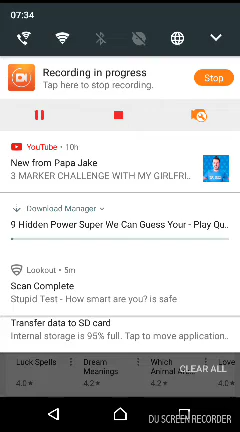 07:34
Recording in progress
Tap here to stop recording.
Stop
YouTube • 10h
New from Papa Jake
3 MARKER CHALLENGE WITH MY GIRLFRI..
Download Manager
9 Hidden Power Super We Can Guess Your - Play Qu..
Lookout • 5m
Scan Complete
Stupid Test - How smart are you? is safe
Transfer data to SD card
Internal storage is 95% full. Tap to move application..
Luck Spells
Dream
Meanings
Which
Animal Are..
Love
4.0★
4.2★
4.2★
4.0
CLEAR ALL
DU SCREEN RECORDER